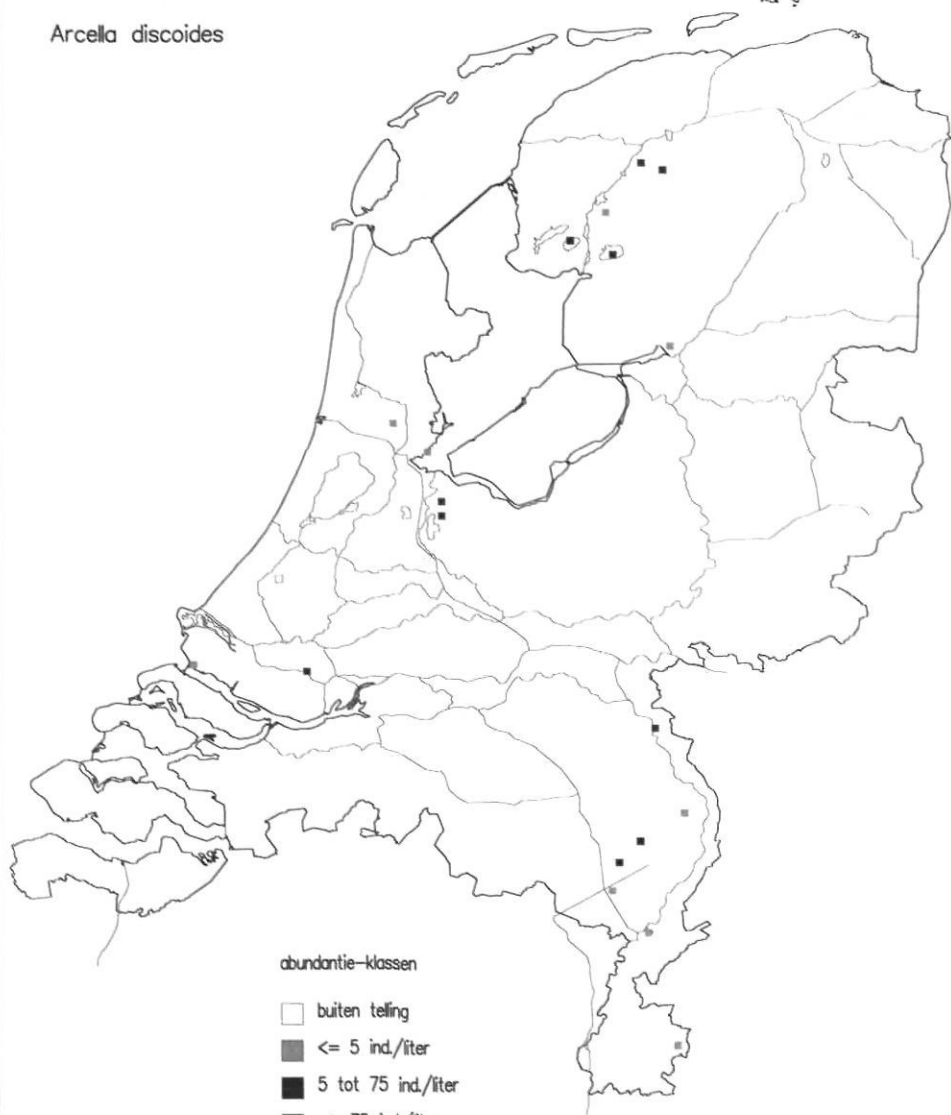 Arcella discoides
abundantie-klassen
buiten telling
<= 5 ind./liter
5 tot 75 ind./liter